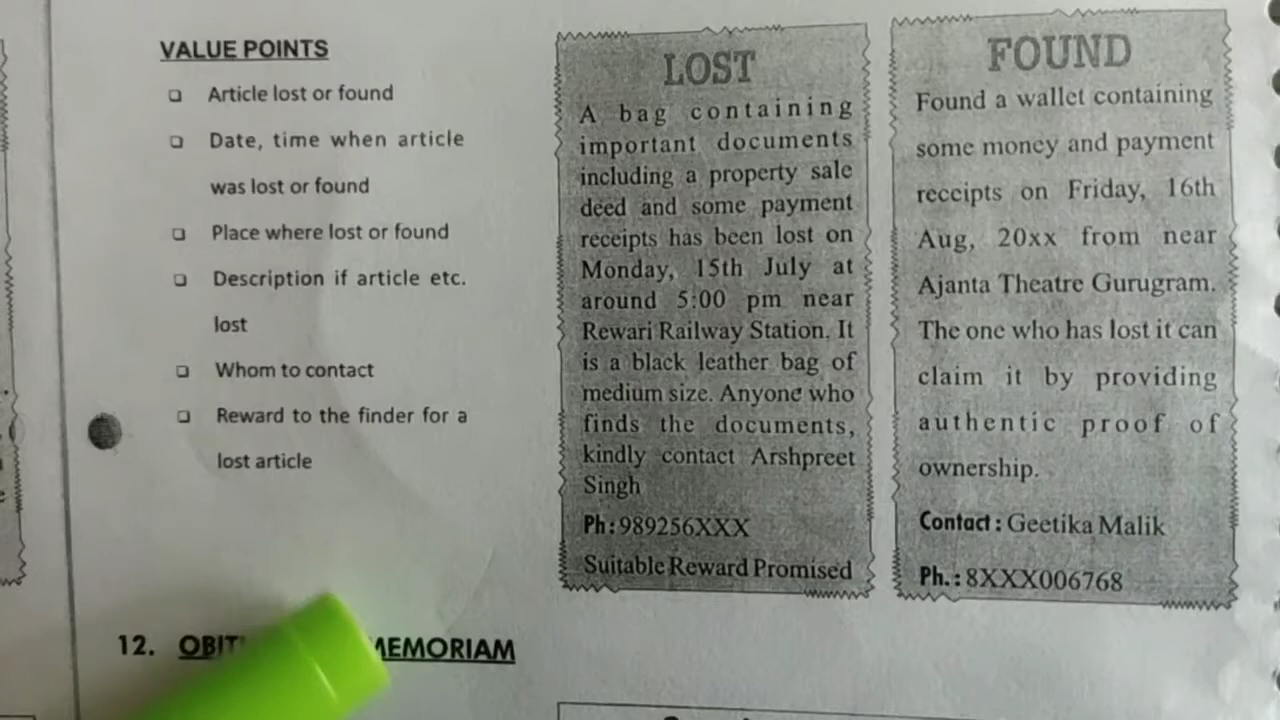 VALUE POINTS
❑ Article lost or found
❑ Date, time when article
was lost or found
❑ Place where lost or found
❑ Description if article etc.
lost
❑ Whom to contact
❑ Reward to the finder for a
lost article
LOST
A bag containing
important documents
including a property sale
deed and some payment
receipts has been lost on
Monday, 15th July at
around 5:00 pm near
Rewari Railway Station. It
is a black leather bag of
medium size. Anyone who
finds the documents,
kindly contact Arshpreet
Singh
Ph: 989256XXX
Suitable Reward Promised
FOUND
Found a wallet containing
some money and payment
receipts on Friday, 16th
Aug, 20xx from near
Ajanta Theatre Gurugram.
The one who has lost it can
claim it by providing
authentic proof of
ownership.
Contact : Geetika Malik
Ph. : 8XXX006768
12. MEMORIAM